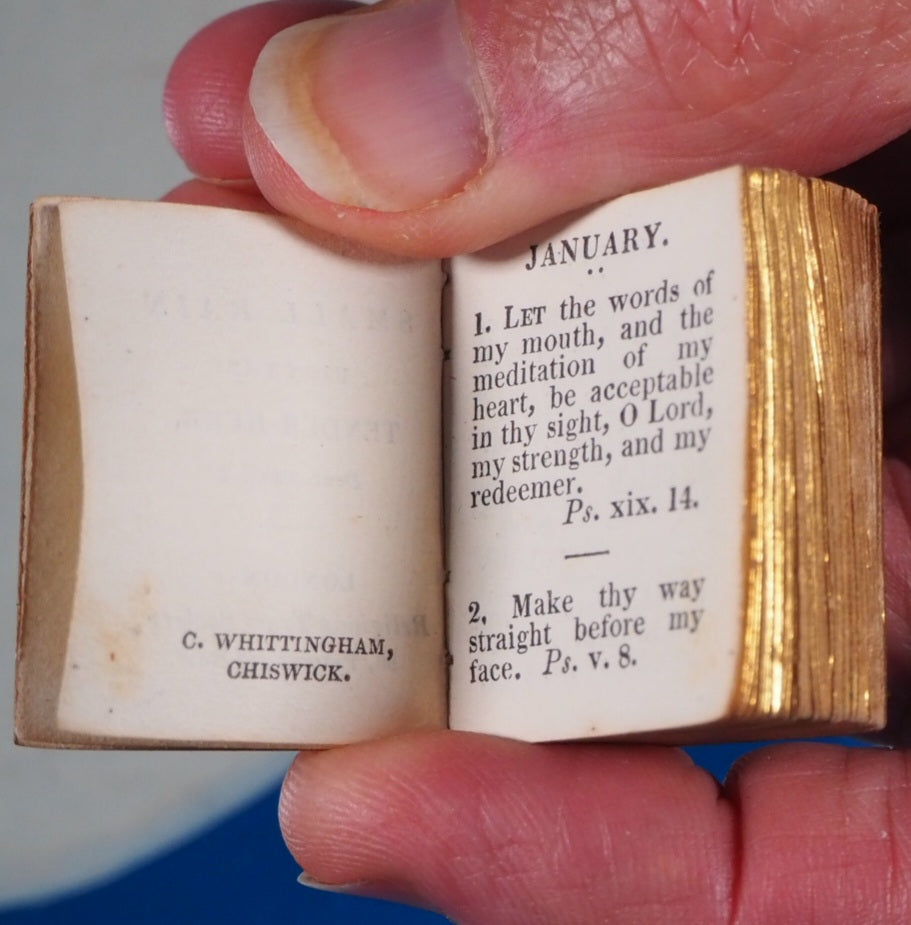 C. WHITTINGHAM,
CHISWICK.
JANUARY.
1. LET the words of
my mouth, and the
meditation of my
heart, be acceptable
in thy sight, O Lord,
my strength, and my
redeemer.
Ps. xix. 14.
2. Make thy way
straight before my
face. Ps. v. 8.